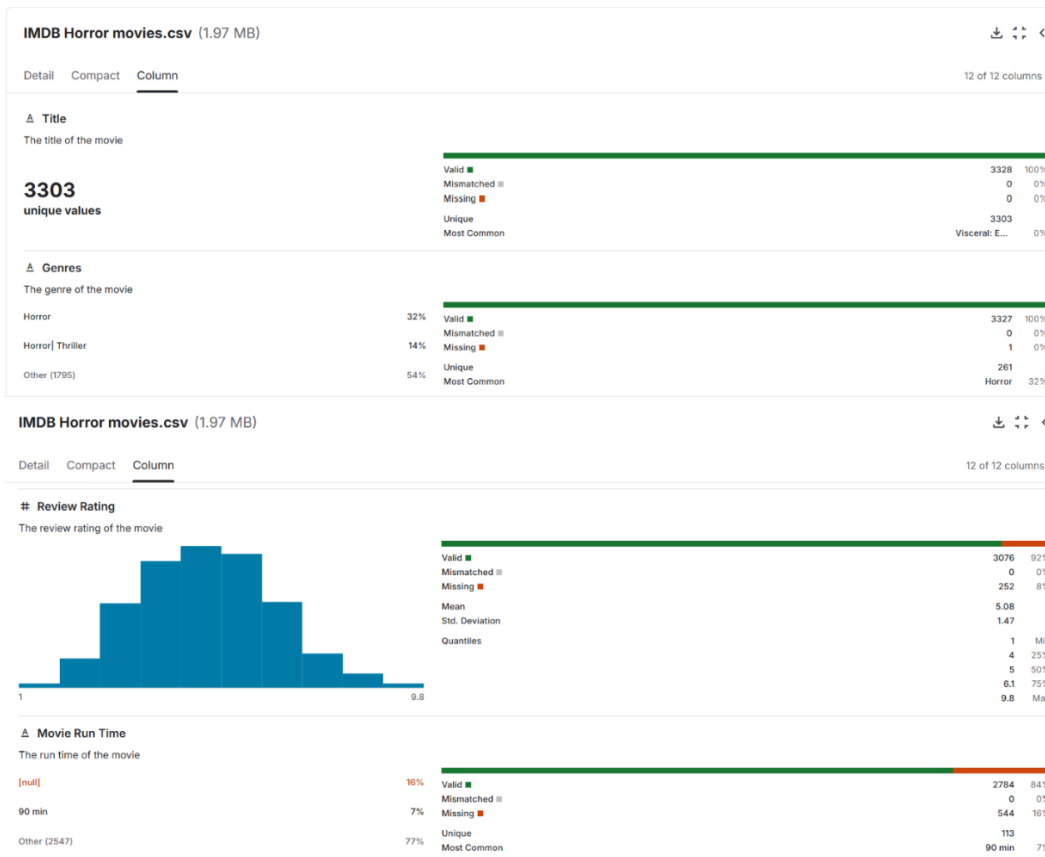 IMDB Horror movies.csv (1.97 MB)
Detail Compact Column 12 of 12 columns
Title
The title of the movie
3303
unique values
Valid 3328 100%
Mismatched 0 0%
Missing 0 0%
Unique 3303
Most Common Visceral: E... 0%
Genres
The genre of the movie
Horror 32%
Horror| Thriller 14%
Other (1795) 54%
Valid 3327 100%
Mismatched 0 0%
Missing 1 0%
Unique 261
Most Common Horror 32%
IMDB Horror movies.csv (1.97 MB)
Detail Compact Column 12 of 12 columns
# Review Rating
The review rating of the movie
1 9.8
Valid 3076 92%
Mismatched 0 0%
Missing 252 8%
Mean 5.08
Std. Deviation 1.47
Quantiles 1 Mi
4 25%
5 50%
6.1 75%
9.8 Ma
Movie Run Time
The run time of the movie
[null] 16%
90 min 7%
Other (2547) 77%
Valid 2784 84%
Mismatched 0 0%
Missing 544 16%
Unique 113
Most Common 90 min 7%